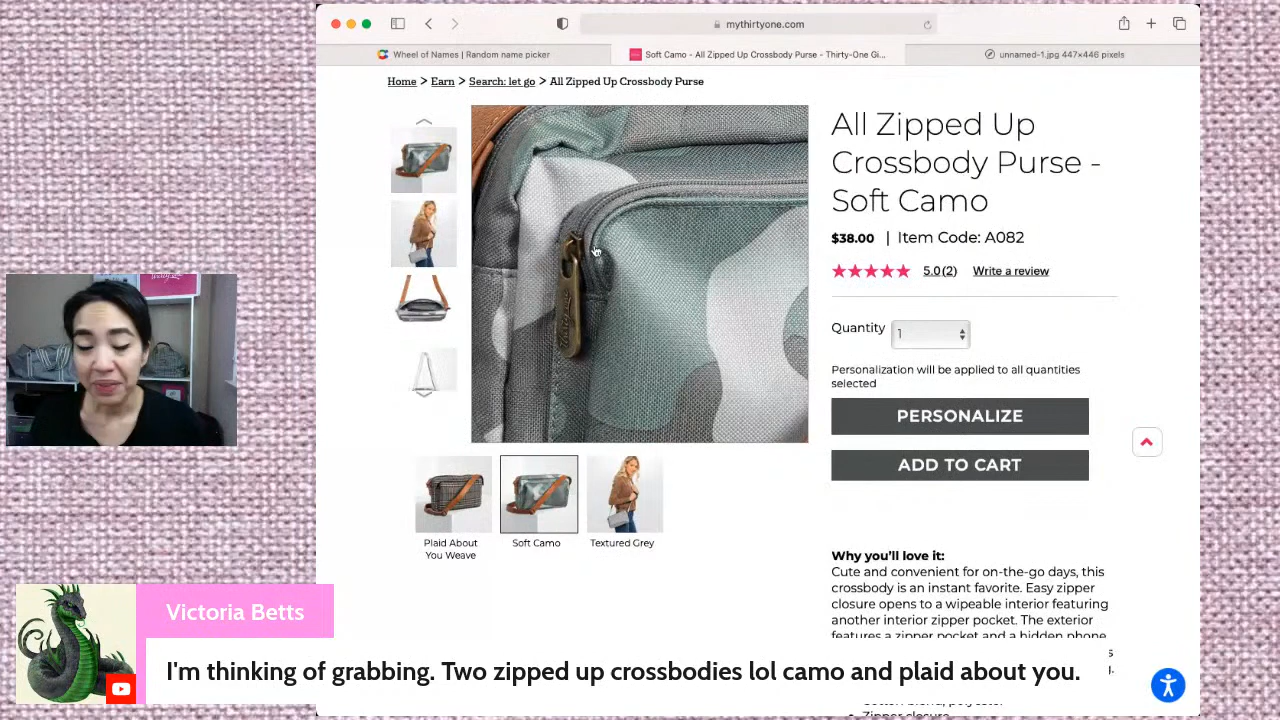 mythirtyone.com
Wheel of Names | Random name picker
Soft Camo - All Zipped Up Crossbody Purse - Thirty-One Gi...
unnamed-1.jpg 447×446 pixels
Home > Earn > Search: let go > All Zipped Up Crossbody Purse
All Zipped Up
Crossbody Purse -
Soft Camo
$38.00 | Item Code: A082
5.0(2) Write a review
Quantity 1
Personalization will be applied to all quantities
selected
PERSONALIZE
ADD TO CART
Plaid About
You Weave
Soft Camo
Textured Grey
Why you'll love it:
Cute and convenient for on-the-go days, this
crossbody is an instant favorite. Easy zipper
closure opens to a wipeable interior featuring
another interior zipper pocket. The exterior
features a zipper pocket and a hidden phone
Victoria Betts
I'm thinking of grabbing. Two zipped up crossbodies lol camo and plaid about you.